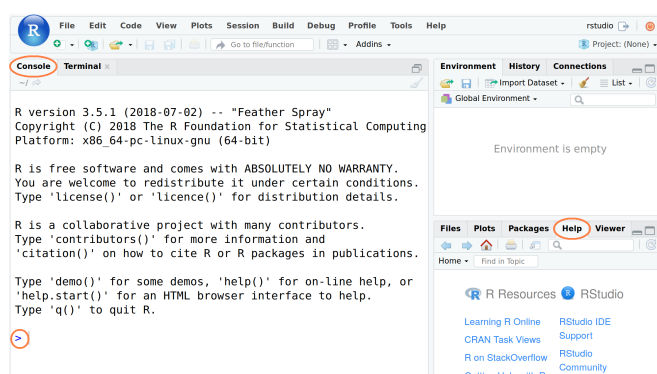 File Edit Code View Plots Session Build Debug Profile Tools Help rstudio
Go to file/function Addins Project: (None)
Console Terminal
~/
R version 3.5.1 (2018-07-02) -- "Feather Spray"
Copyright (C) 2018 The R Foundation for Statistical Computing
Platform: x86_64-pc-linux-gnu (64-bit)
R is free software and comes with ABSOLUTELY NO WARRANTY.
You are welcome to redistribute it under certain conditions.
Type 'license()' or 'licence()' for distribution details.
R is a collaborative project with many contributors.
Type 'contributors()' for more information and
'citation()' on how to cite R or R packages in publications.
Type 'demo()' for some demos, 'help()' for on-line help, or
'help.start()' for an HTML browser interface to help.
Type 'q()' to quit R.
>
Environment History Connections
Import Dataset List
Global Environment
Environment is empty
Files Plots Packages Help Viewer
Home Find in Topic
R Resources R RStudio
Learning R Online RStudio IDE
CRAN Task Views Support
R on StackOverflow RStudio
Community